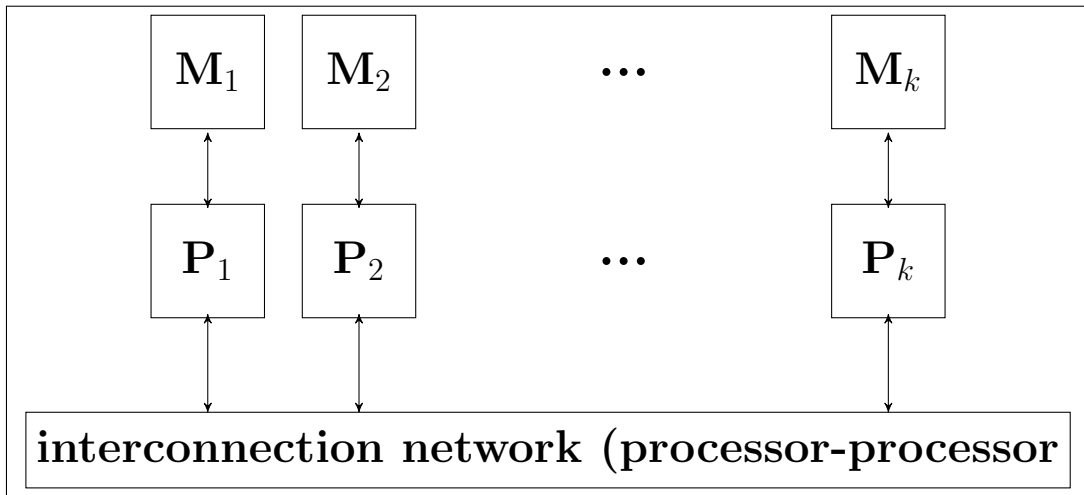 M₁ M₂ ... Mₖ
P₁ P₂ ... Pₖ
interconnection network (processor-processor